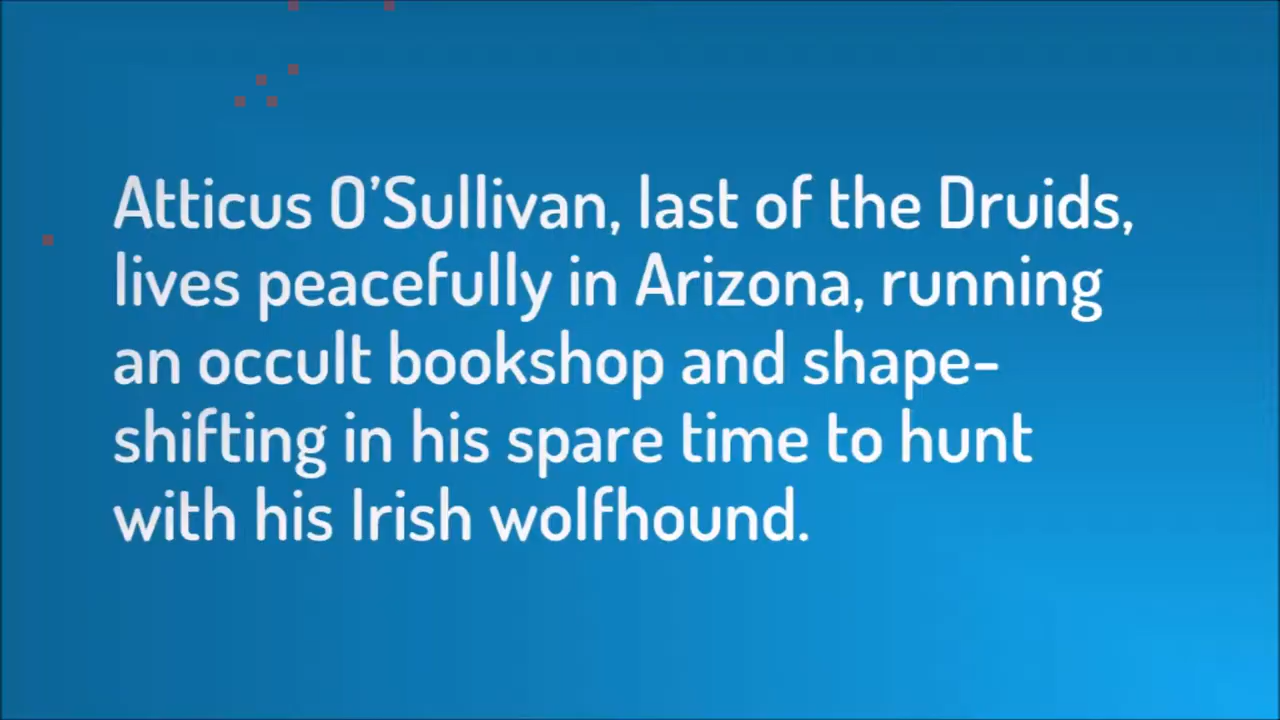 Atticus O’Sullivan, last of the Druids,
lives peacefully in Arizona, running
an occult bookshop and shape-
shifting in his spare time to hunt
with his Irish wolfhound.